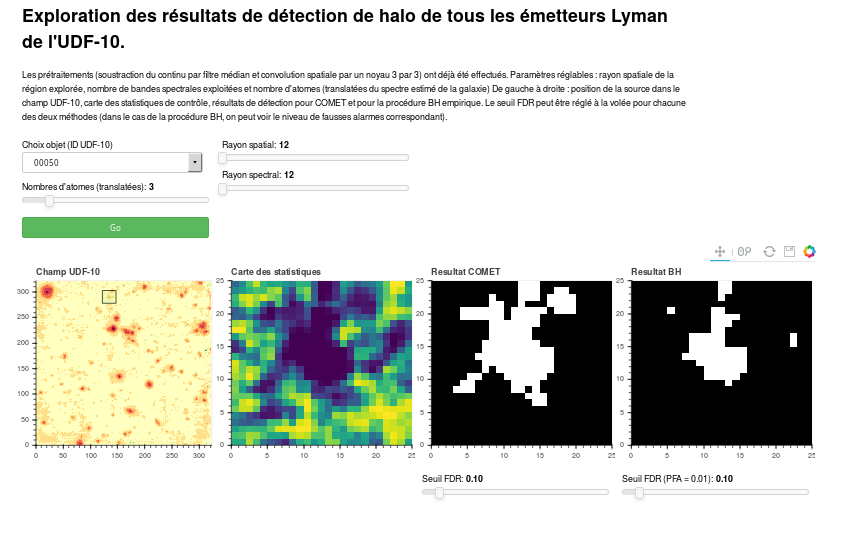 Exploration des résultats de détection de halo de tous les émetteurs Lyman
de l'UDF-10.
Les prétraitements (soustraction du continu par filtre médian et convolution spatiale par un noyau 3 par 3) ont déjà été effectués. Paramètres réglables : rayon spatial de la
région explorée, nombre de bandes spectrales exploitées et nombre d'atomes (translatées du spectre estimé de la galaxie) De gauche à droite : position de la source dans le
champ UDF-10, carte des statistiques de contrôle, résultats de détection pour COMET et pour la procédure BH empirique. Le seuil FDR peut être réglé à la volée pour chacune
des deux méthodes (dans le cas de la procédure BH, on peut voir le niveau de fausses alarmes correspondant).
Choix objet (ID UDF-10)
00050
Nombres d'atomes (translatées): 3
Rayon spatial: 12
Rayon spectral: 12
Go
Champ UDF-10
300
250
200
150
100
50
0
0 50 100 150 200 250 300
Carte des statistiques
25
20
15
10
5
0
0 5 10 15 20 25
Resultat COMET
25
20
15
10
5
0
0 5 10 15 20 25
Resultat BH
25
20
15
10
5
0
0 5 10 15 20 25
Seuil FDR: 0.10
Seuil FDR (PFA = 0.01): 0.10